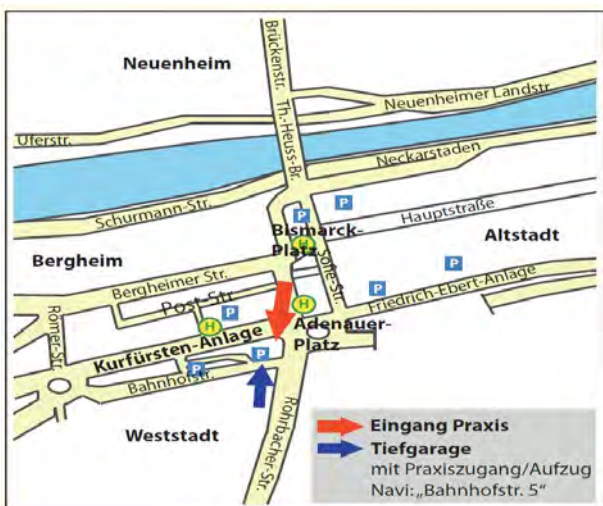 Neuenheim
Brückenstr.
Th.-Heuss-Br.
Neuenheimer Landstr.
Uferstr.
Neckarstaden
P
P
Schurmann-Str.
Hauptstraße
Bismarck-
Platz
H
Altstadt
Bergheim
Sofie-Str.
P
P
Bergheimer Str.
Friedrich-Ebert-Anlage
Post-Str
P
H
H
Adenauer-
Platz
Römer-Str.
Kurfürsten-Anlage
P
P
Bahnhofstr.
Weststadt
Rohrbacher-Str.
Eingang Praxis
Tiefgarage
mit Praxiszugang/Aufzug
Navi: „Bahnhofstr. 5“